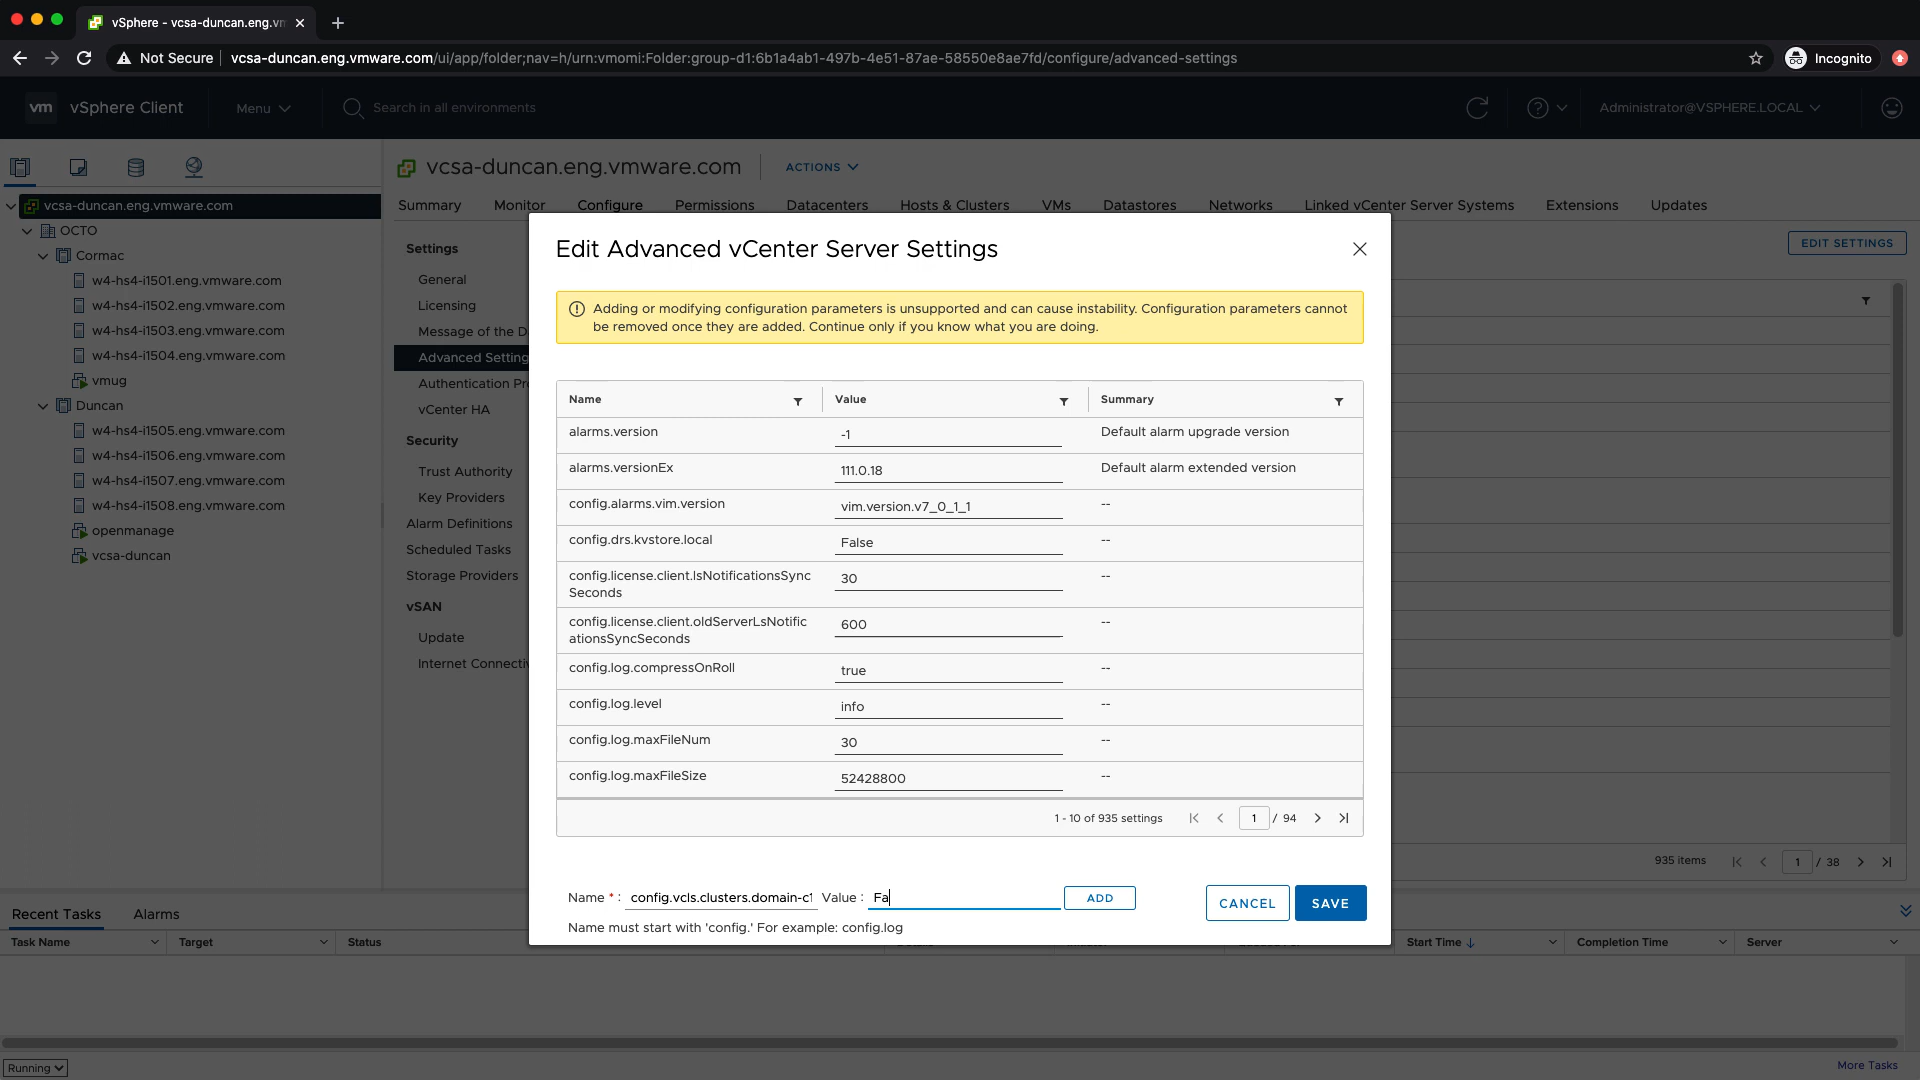 vSphere - vcsa-duncan.eng.vm
Not Secure
vcsa-duncan.eng.vmware.com/ui/app/folder;nav=h/urn:vmomi:Folder:group-d1:6b1a4ab1-497b-4e51-87ae-58550e8ae7fd/configure/advanced-settings
Incognito
vm
vSphere Client
Menu
Search in all environments
Administrator@VSPHERE.LOCAL
vcsa-duncan.eng.vmware.com
ACTIONS
Summary
Monitor
Configure
Permissions
Datacenters
Hosts & Clusters
VMs
Datastores
Networks
Linked vCenter Server Systems
Extensions
Updates
vcsa-duncan.eng.vmware.com
OCTO
Cormac
w4-hs4-i1501.eng.vmware.com
w4-hs4-i1502.eng.vmware.com
w4-hs4-i1503.eng.vmware.com
w4-hs4-i1504.eng.vmware.com
vmug
Duncan
w4-hs4-i1505.eng.vmware.com
w4-hs4-i1506.eng.vmware.com
w4-hs4-i1507.eng.vmware.com
w4-hs4-i1508.eng.vmware.com
openmanage
vcsa-duncan
Settings
General
Licensing
Message of the D
Advanced Setting
Authentication Pr
vCenter HA
Security
Trust Authority
Key Providers
Alarm Definitions
Scheduled Tasks
Storage Providers
vSAN
Update
Internet Connectiv
EDIT SETTINGS
Edit Advanced vCenter Server Settings
Adding or modifying configuration parameters is unsupported and can cause instability. Configuration parameters cannot
be removed once they are added. Continue only if you know what you are doing.
Name Value Summary
alarms.version -1 Default alarm upgrade version
alarms.versionEx 111.0.18 Default alarm extended version
config.alarms.vim.version vim.version.v7_0_1_1 --
config.drs.kvstore.local False --
config.license.client.lsNotificationsSync
Seconds
30 --
config.license.client.oldServerLsNotific
ationsSyncSeconds
600 --
config.log.compressOnRoll true --
config.log.level info --
config.log.maxFileNum 30 --
config.log.maxFileSize 52428800 --
1 - 10 of 935 settings 1 / 94
Name * : config.vcls.clusters.domain-c1 Value : Fa ADD
CANCEL SAVE
Name must start with 'config.' For example: config.log
935 items 1 / 38
Recent Tasks Alarms
Task Name Target Status
Start Time Completion Time Server
Running
More Tasks